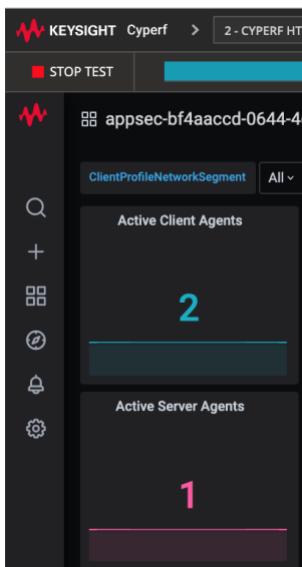 KEYSIGHT Cyperf > 2 - CYPERF HT
STOP TEST
appsec-bf4aaccd-0644-4
ClientProfileNetworkSegment All
Active Client Agents
2
Active Server Agents
1